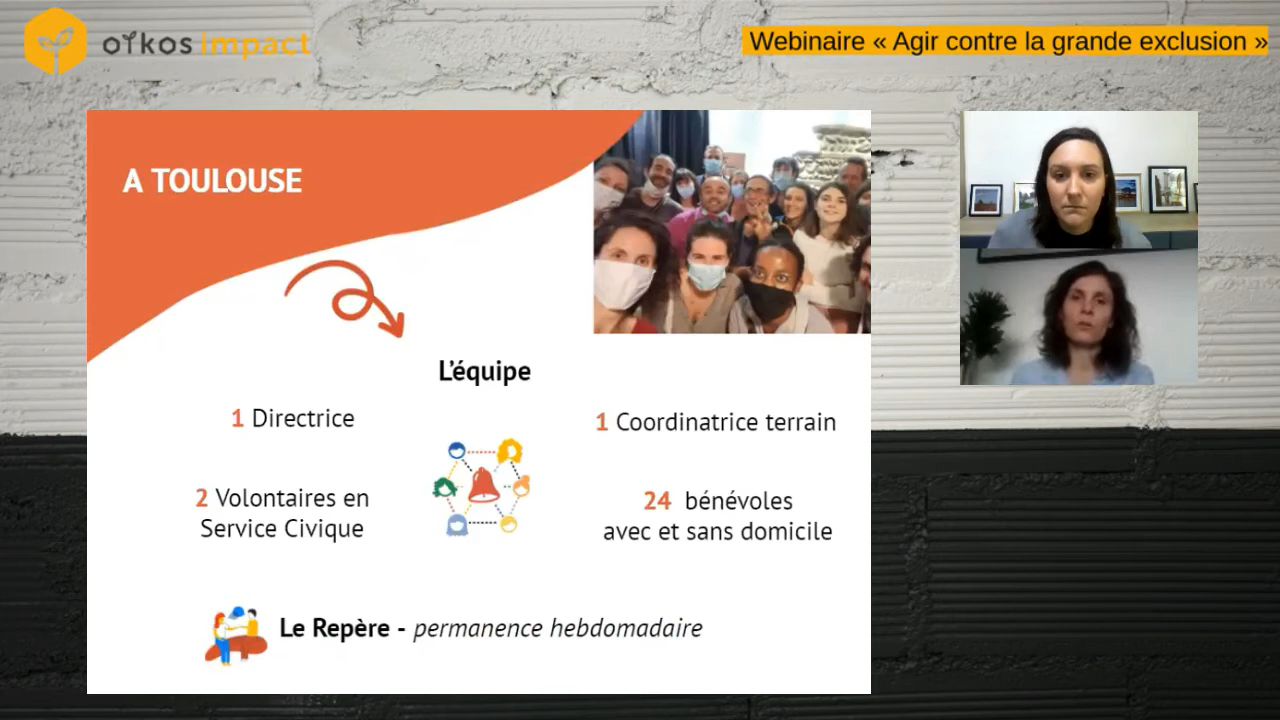 oïkos impact
Webinaire « Agir contre la grande exclusion »
A TOULOUSE
L'équipe
1 Directrice
1 Coordinatrice terrain
2 Volontaires en
Service Civique
24 bénévoles
avec et sans domicile
Le Repère - permanence hebdomadaire